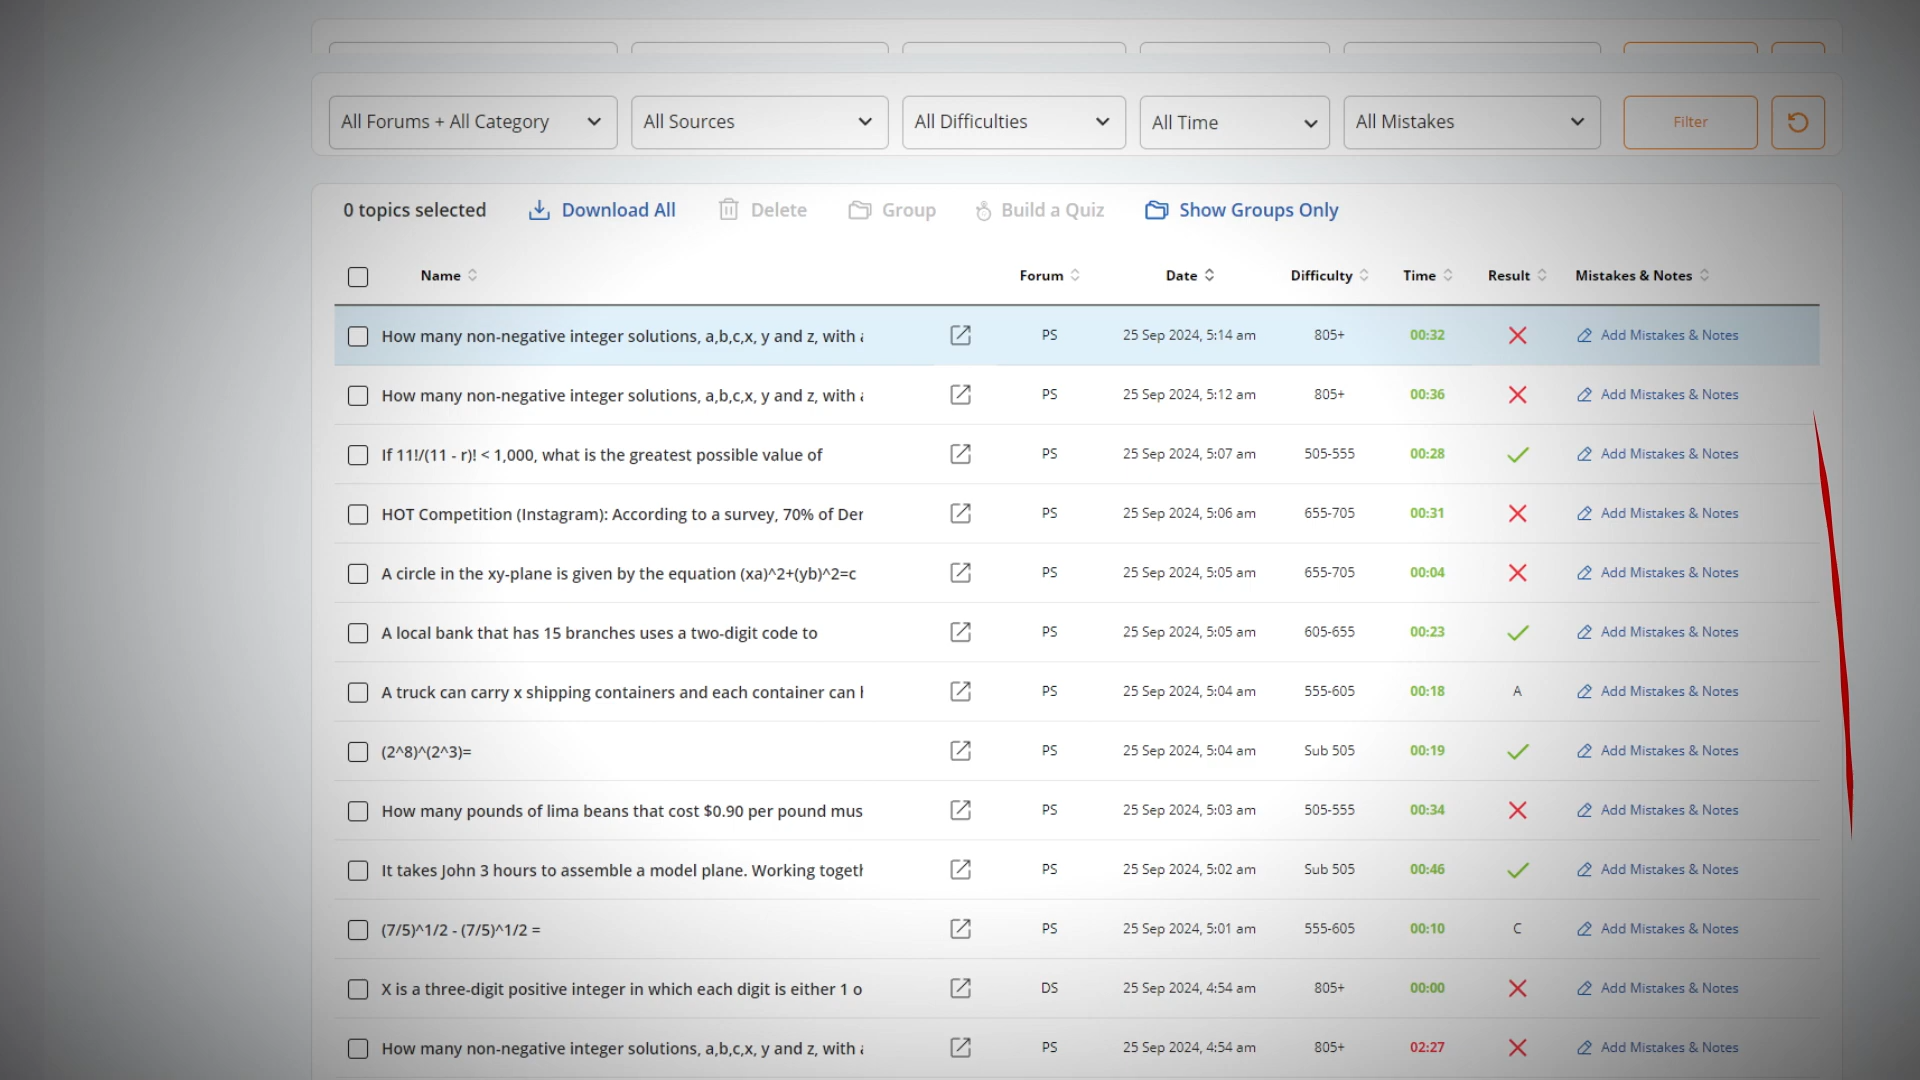 All Forums + All Category All Sources All Difficulties All Time All Mistakes Filter
0 topics selected Download All Delete Group Build a Quiz Show Groups Only
Name Forum Date Difficulty Time Result Mistakes & Notes
How many non-negative integer solutions, a,b,c,x, y and z, with PS 25 Sep 2024, 5:14 am 805+ 00:32 Add Mistakes & Notes
How many non-negative integer solutions, a,b,c,x, y and z, with PS 25 Sep 2024, 5:12 am 805+ 00:36 Add Mistakes & Notes
If 11!/(11 - r)! < 1,000, what is the greatest possible value of PS 25 Sep 2024, 5:07 am 505-555 00:28 Add Mistakes & Notes
HOT Competition (Instagram): According to a survey, 70% of PS 25 Sep 2024, 5:06 am 655-705 00:31 Add Mistakes & Notes
A circle in the xy-plane is given by the equation (xa)^2+(yb)^2=c PS 25 Sep 2024, 5:05 am 655-705 00:04 Add Mistakes & Notes
A local bank that has 15 branches uses a two-digit code to PS 25 Sep 2024, 5:05 am 605-655 00:23 Add Mistakes & Notes
A truck can carry x shipping containers and each container can PS 25 Sep 2024, 5:04 am 555-605 00:18 A Add Mistakes & Notes
(2^8)^(2^3)= PS 25 Sep 2024, 5:04 am Sub 505 00:19 Add Mistakes & Notes
How many pounds of lima beans that cost $0.90 per pound mus PS 25 Sep 2024, 5:03 am 505-555 00:34 Add Mistakes & Notes
It takes John 3 hours to assemble a model plane. Working PS 25 Sep 2024, 5:02 am Sub 505 00:46 Add Mistakes & Notes
(7/5)^1/2 - (7/5)^1/2 = PS 25 Sep 2024, 5:01 am 555-605 00:10 C Add Mistakes & Notes
X is a three-digit positive integer in which each digit is either 1 o DS 25 Sep 2024, 4:54 am 805+ 00:00 Add Mistakes & Notes
How many non-negative integer solutions, a,b,c,x, y and z, with PS 25 Sep 2024, 4:54 am 805+ 02:27 Add Mistakes & Notes